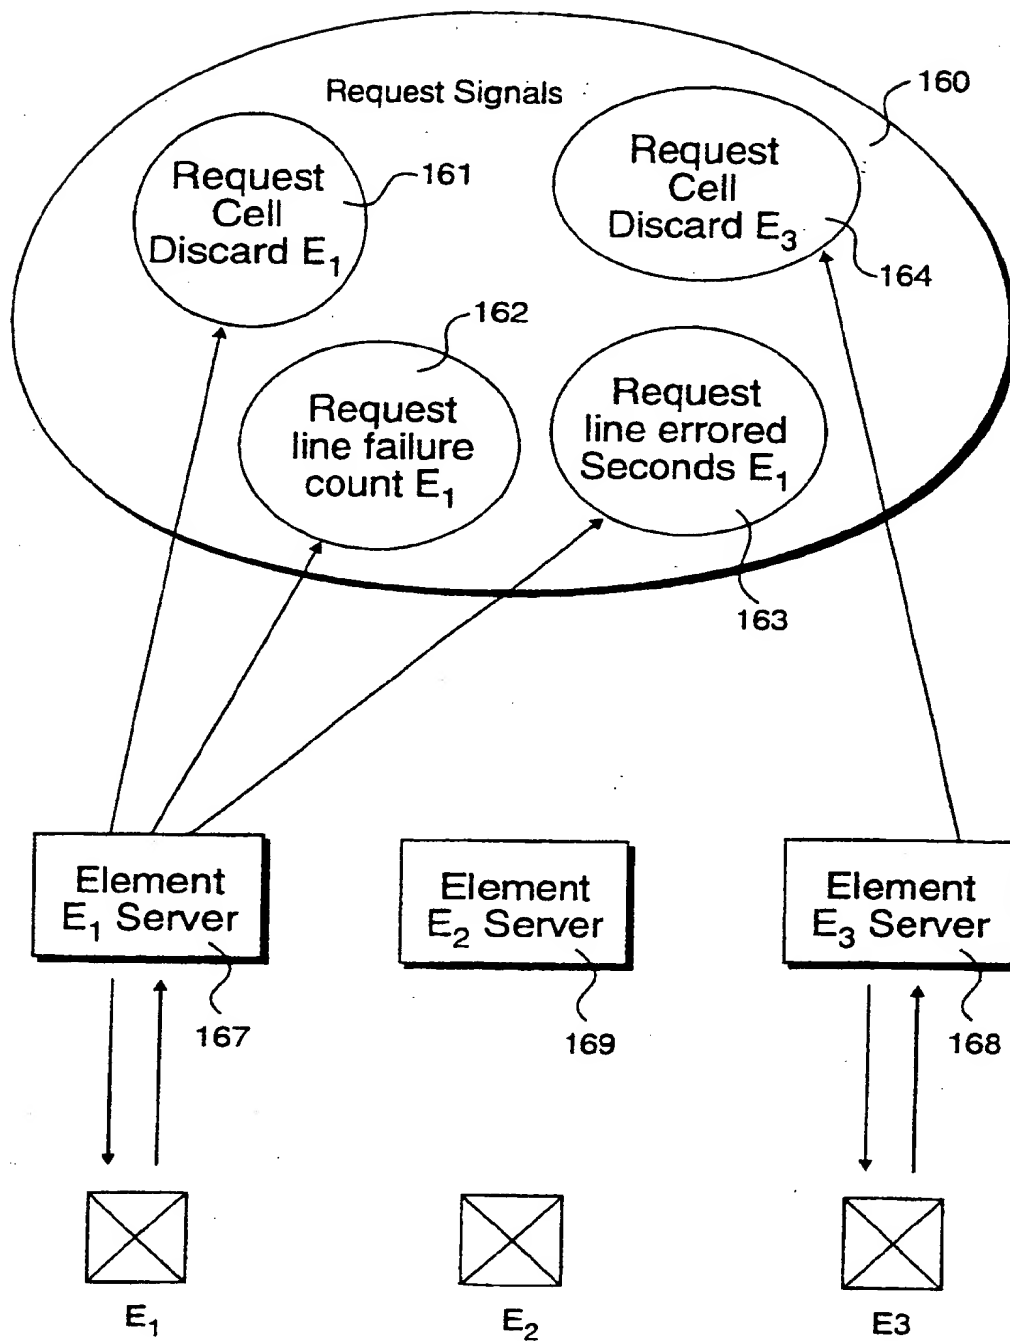 Request Signals
160
Request
Cell
Discard E₁
161
Request
Cell
Discard E₃
164
162
Request
line failure
count E₁
Request
line errored
Seconds E₁
163
Element
E₁ Server
167
Element
E₂ Server
169
Element
E₃ Server
168
E₁
E₂
E3